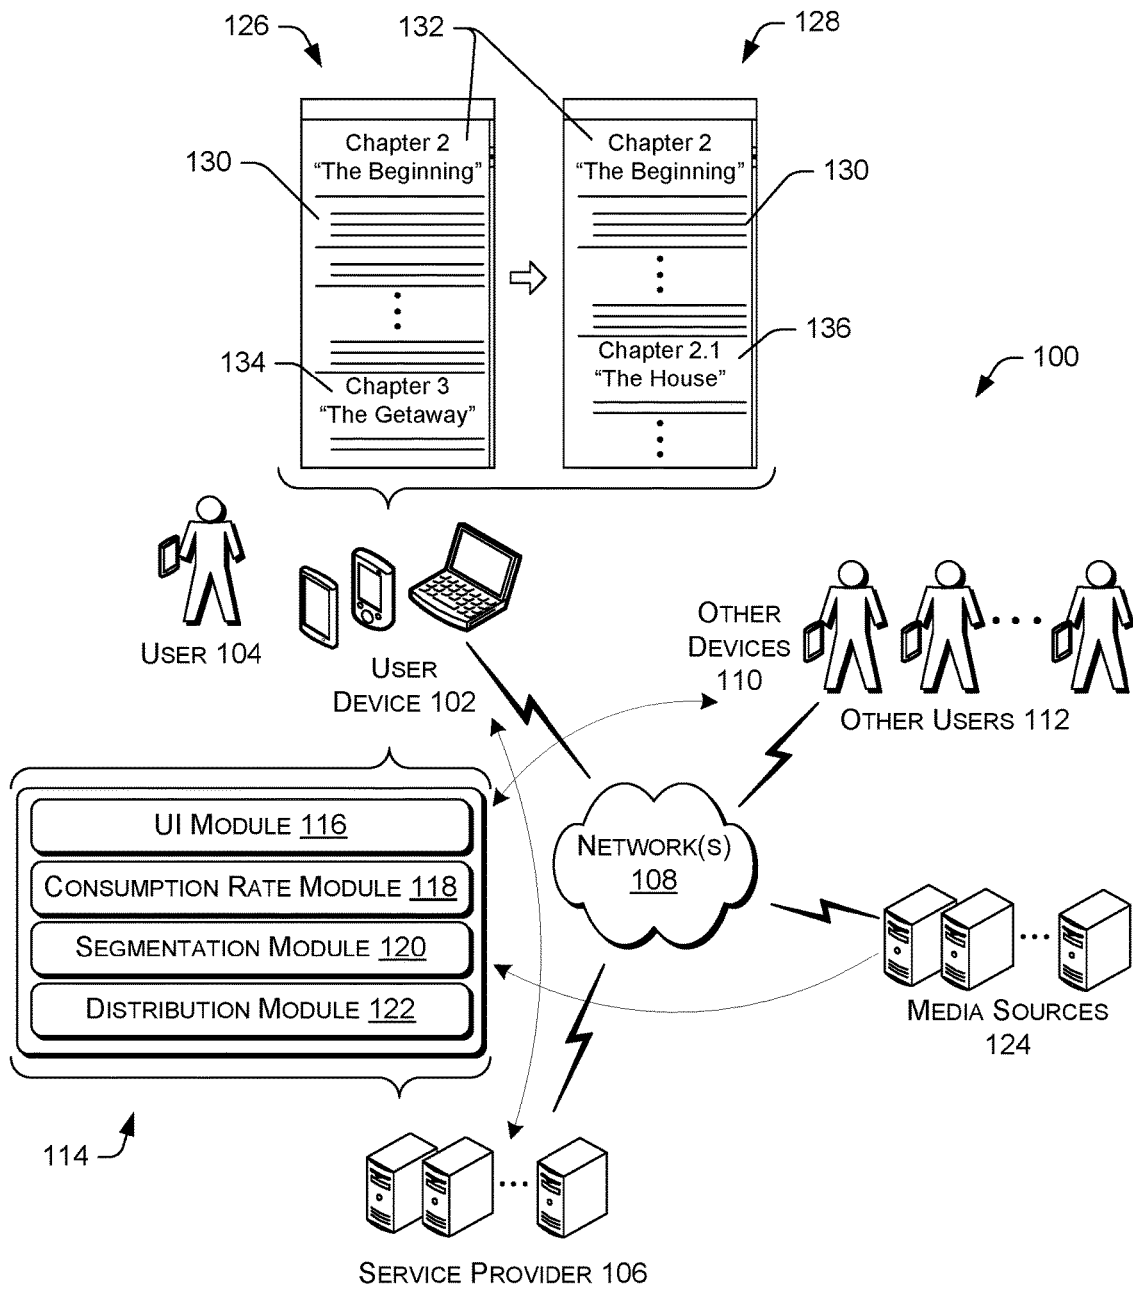 126
132
128
Chapter 2
“The Beginning”
130
134
Chapter 3
“The Getaway”
Chapter 2
“The Beginning”
130
136
Chapter 2.1
“The House”
100
USER 104
USER
DEVICE 102
OTHER
DEVICES
110
OTHER USERS 112
UI MODULE 116
CONSUMPTION RATE MODULE 118
SEGMENTATION MODULE 120
DISTRIBUTION MODULE 122
NETWORK(S)
108
MEDIA SOURCES
124
114
SERVICE PROVIDER 106